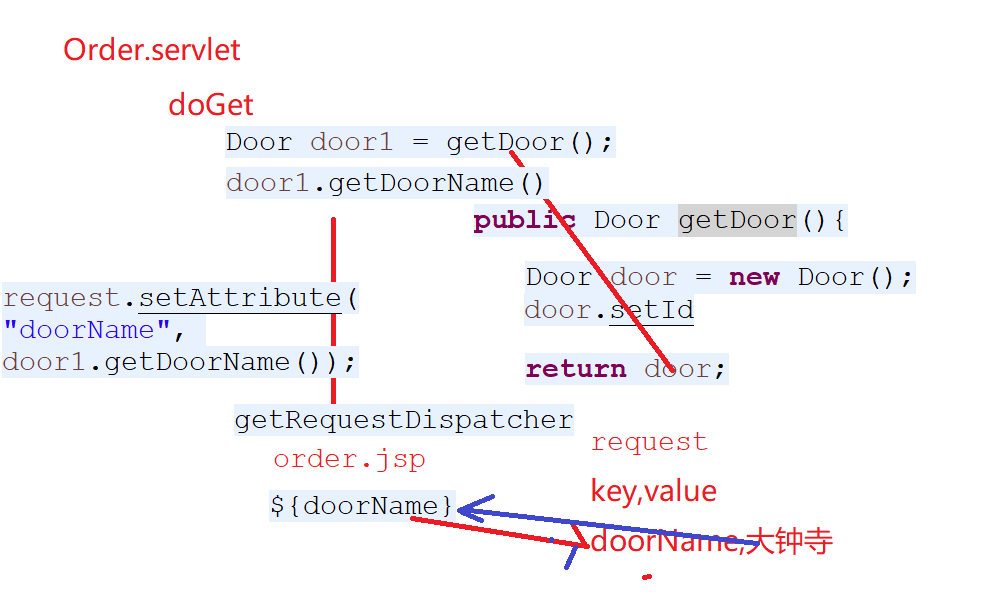 Order.servlet
doGet
Door door1 = getDoor();
door1.getDoorName()
public Door getDoor(){
Door door = new Door();
door.setId
return door;
request.setAttribute(
"doorName",
door1.getDoorName());
getRequestDispatcher
order.jsp
${doorName}
request
key,value
doorName,大钟寺